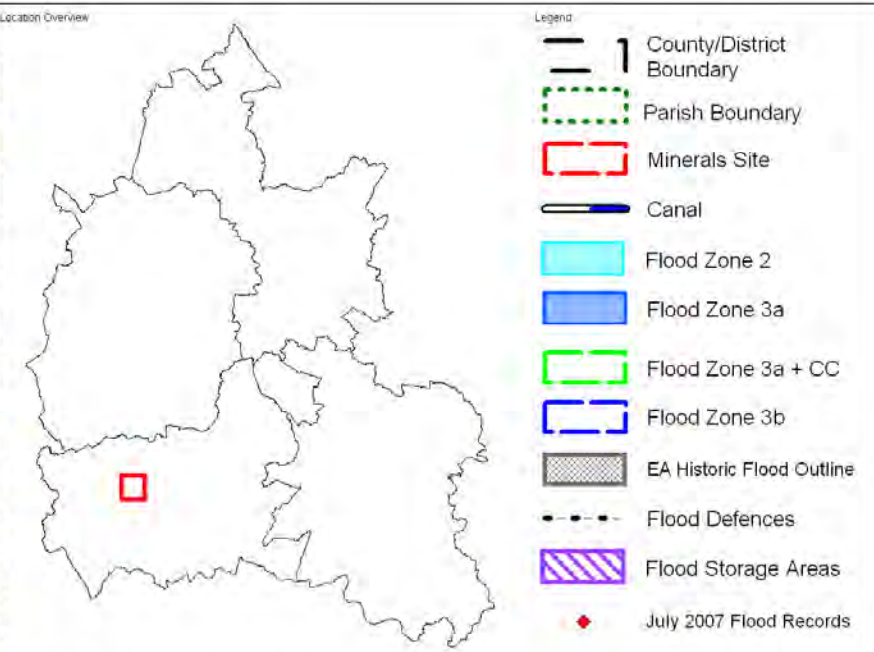 Location Overview
Legend
County/District
Boundary
Parish Boundary
Minerals Site
Canal
Flood Zone 2
Flood Zone 3a
Flood Zone 3a + CC
Flood Zone 3b
EA Historic Flood Outline
Flood Defences
Flood Storage Areas
July 2007 Flood Records